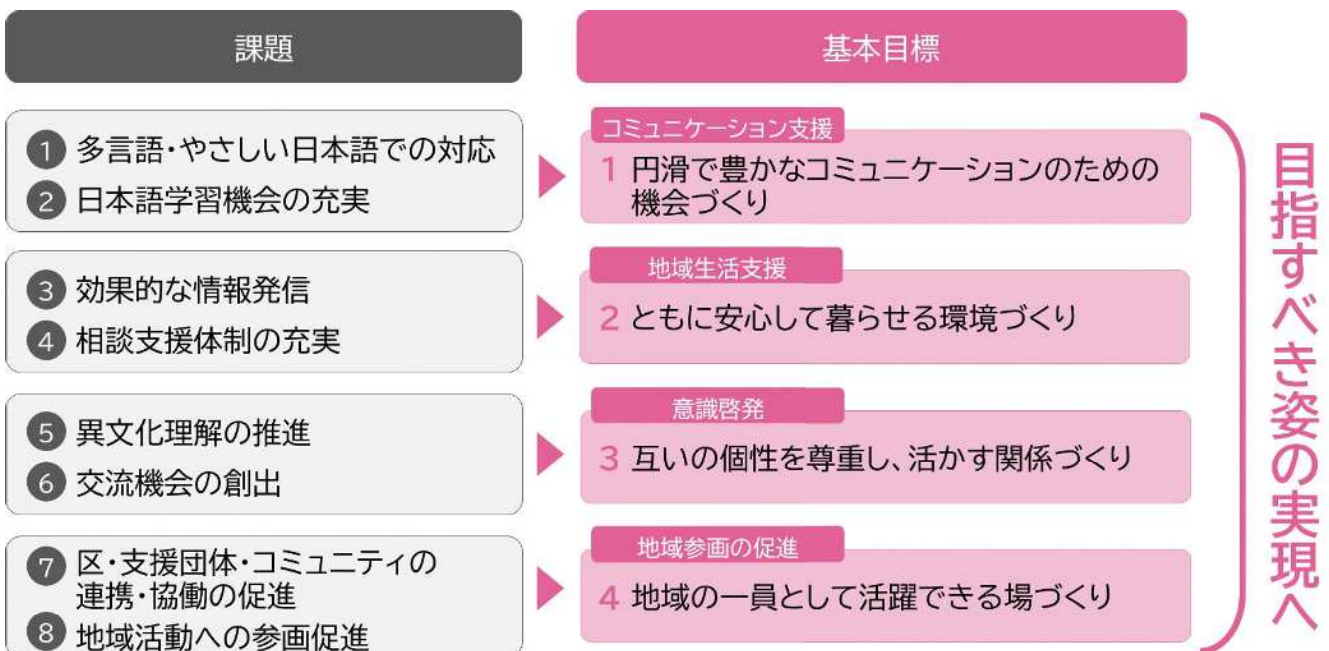 課題
❶ 多言語・やさしい日本語での対応
❷ 日本語学習機会の充実
❸ 効果的な情報発信
❹ 相談支援体制の充実
❺ 異文化理解の推進
❻ 交流機会の創出
❼ 区・支援団体・コミュニティの
連携・協働の促進
❽ 地域活動への参画促進
基本目標
コミュニケーション支援
1 円滑で豊かなコミュニケーションのための
機会づくり
地域生活支援
2 ともに安心して暮らせる環境づくり
意識啓発
3 互いの個性を尊重し、活かす関係づくり
地域参画の促進
4 地域の一員として活躍できる場づくり
目指すべき姿の実現へ